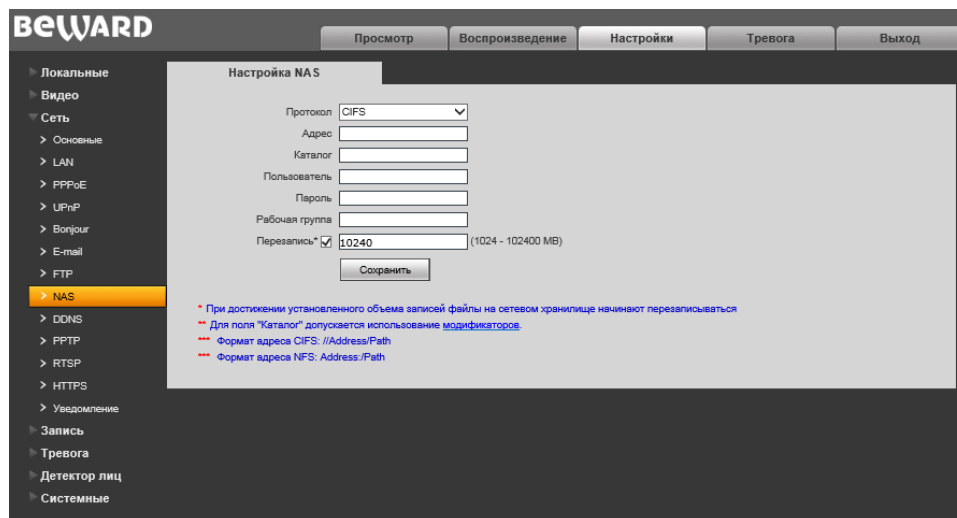 BEWARD
Просмотр
Воспроизведение
Настройки
Тревога
Выход
Локальные
Видео
Сеть
> Основные
> LAN
> PPPoE
> UPnP
> Bonjour
> E-mail
> FTP
> NAS
> DDNS
> PPTP
> RTSP
> HTTPS
> Уведомление
Запись
Тревога
Детектор лиц
Системные
Настройка NAS
Протокол CIFS
Адрес
Каталог
Пользователь
Пароль
Рабочая группа
Перезапись* 10240 (1024 - 102400 MB)
Сохранить
* При достижении установленного объема записей файлы на сетевом хранилище начинают перезаписываться
** Для поля "Каталог" допускается использование модификаторов.
*** Формат адреса CIFS: //Address/Path
*** Формат адреса NFS: Address:/Path